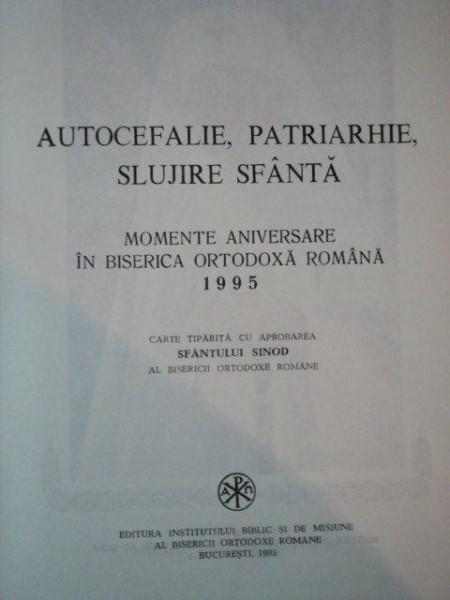 AUTOCEFALIE, PATRIARHIE,
SLUJIRE SFÂNTĂ
MOMENTE ANIVERSARE
ÎN BISERICA ORTODOXĂ ROMÂNĂ
1995
CARTE TIPĂRITĂ CU APROBAREA
SFÂNTULUI SINOD
AL BISERICII ORTODOXE ROMÂNE
EDITURA INSTITUTULUI BIBLIC ȘI DE MISIUNE
AL BISERICII ORTODOXE ROMÂNE
BUCUREȘTI, 1995